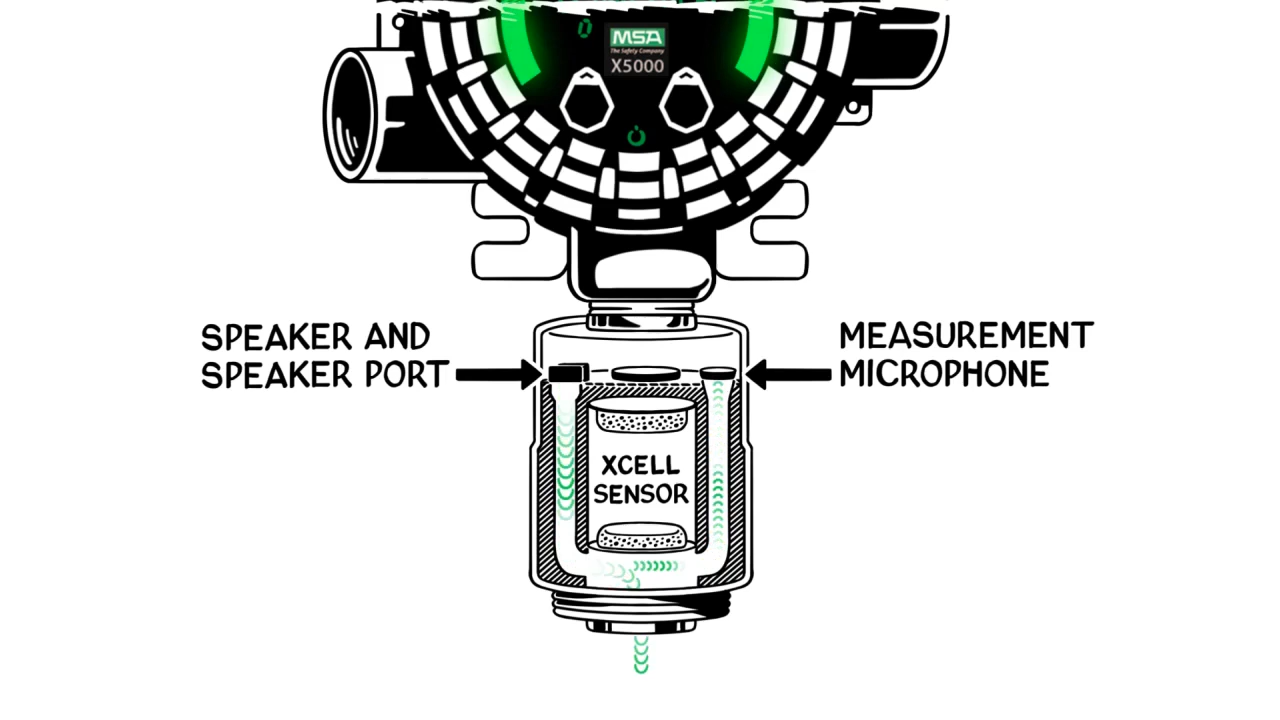 MSA
The Safety Company
X5000
SPEAKER AND
SPEAKER PORT
MEASUREMENT
MICROPHONE
XCELL
SENSOR